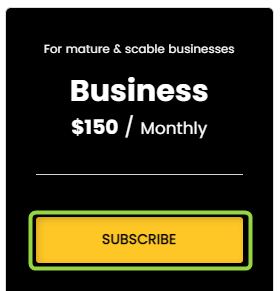 For mature & scable businesses
Business
$150 / Monthly
SUBSCRIBE